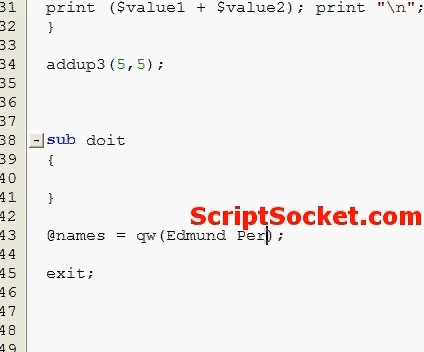 31 print ($value1 + $value2); print "\n";
32 }
33
34 addup3(5,5);
35
36
37
38 sub doit
39 {
40
41 }
42
ScriptSocket.com
43 @names = qw(Edmund Per);
44
45 exit;
46
47
48
49